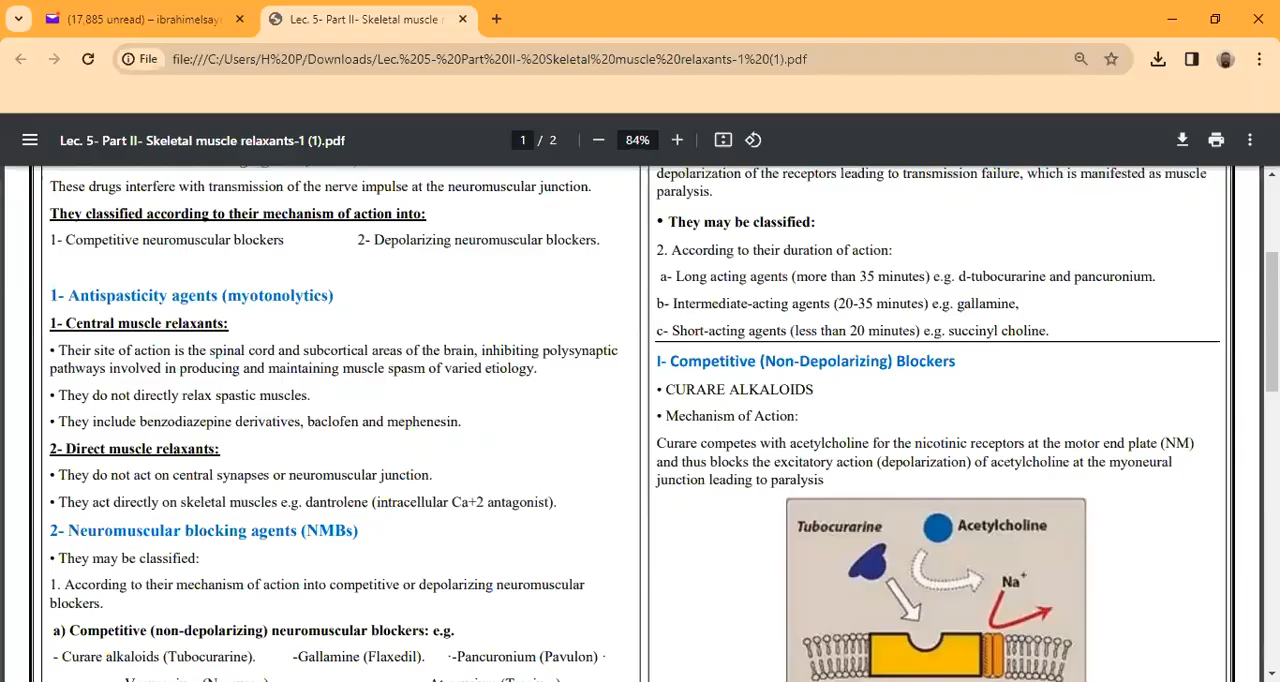 (17,885 unread) – ibrahimelsay
Lec. 5- Part II- Skeletal muscle
File
file:///C:/Users/H%20P/Downloads/Lec.%205-%20Part%20II-%20Skeletal%20muscle%20relaxants-1%20(1).pdf
Lec. 5- Part II- Skeletal muscle relaxants-1 (1).pdf
1 / 2
84%
These drugs interfere with transmission of the nerve impulse at the neuromuscular junction.
They classified according to their mechanism of action into:
1- Competitive neuromuscular blockers 2- Depolarizing neuromuscular blockers.
1- Antispasticity agents (myotonolytics)
1- Central muscle relaxants:
• Their site of action is the spinal cord and subcortical areas of the brain, inhibiting polysynaptic
pathways involved in producing and maintaining muscle spasm of varied etiology.
• They do not directly relax spastic muscles.
• They include benzodiazepine derivatives, baclofen and mephenesin.
2- Direct muscle relaxants:
• They do not act on central synapses or neuromuscular junction.
• They act directly on skeletal muscles e.g. dantrolene (intracellular Ca+2 antagonist).
2- Neuromuscular blocking agents (NMBs)
• They may be classified:
1. According to their mechanism of action into competitive or depolarizing neuromuscular
blockers.
a) Competitive (non-depolarizing) neuromuscular blockers: e.g.
- Curare alkaloids (Tubocurarine). -Gallamine (Flaxedil). ·-Pancuronium (Pavulon) ·
depolarization of the receptors leading to transmission failure, which is manifested as muscle
paralysis.
• They may be classified:
2. According to their duration of action:
a- Long acting agents (more than 35 minutes) e.g. d-tubocurarine and pancuronium.
b- Intermediate-acting agents (20-35 minutes) e.g. gallamine,
c- Short-acting agents (less than 20 minutes) e.g. succinyl choline.
I- Competitive (Non-Depolarizing) Blockers
• CURARE ALKALOIDS
• Mechanism of Action:
Curare competes with acetylcholine for the nicotinic receptors at the motor end plate (NM)
and thus blocks the excitatory action (depolarization) of acetylcholine at the myoneural
junction leading to paralysis
Tubocurarine
Acetylcholine
Na+